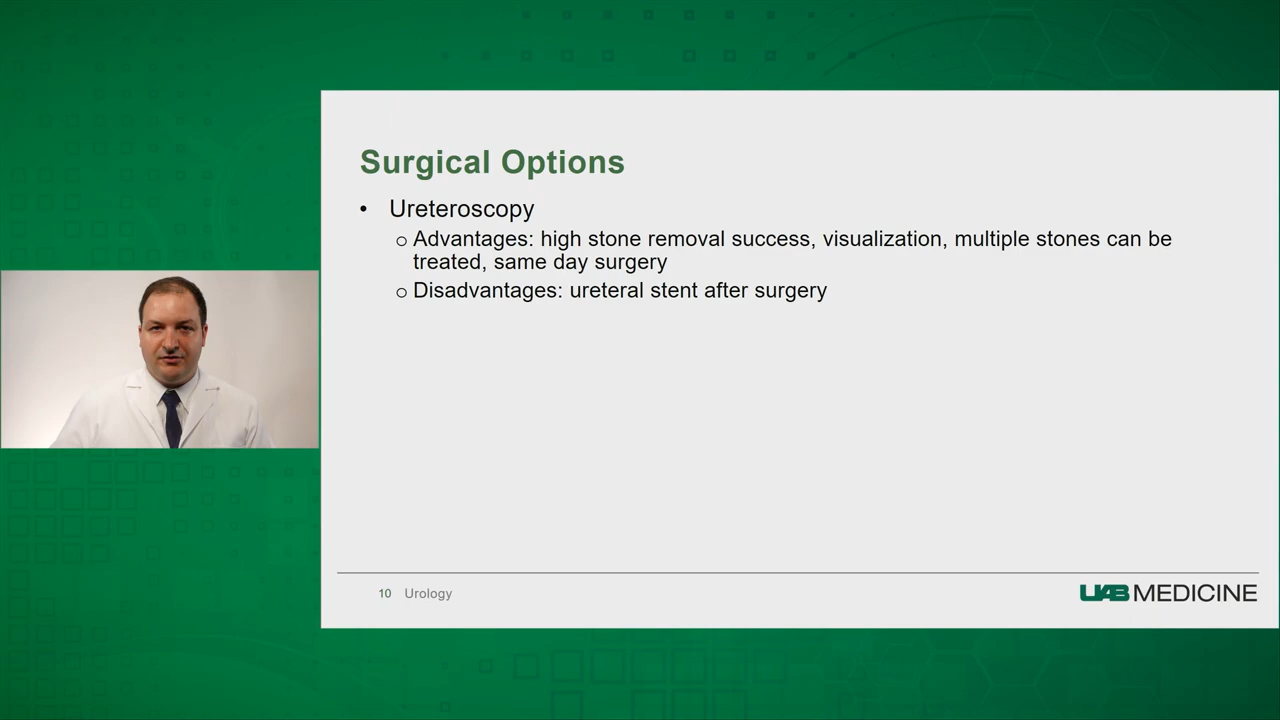 Surgical Options
• Ureteroscopy
o Advantages: high stone removal success, visualization, multiple stones can be
treated, same day surgery
o Disadvantages: ureteral stent after surgery
10 Urology
UAB MEDICINE